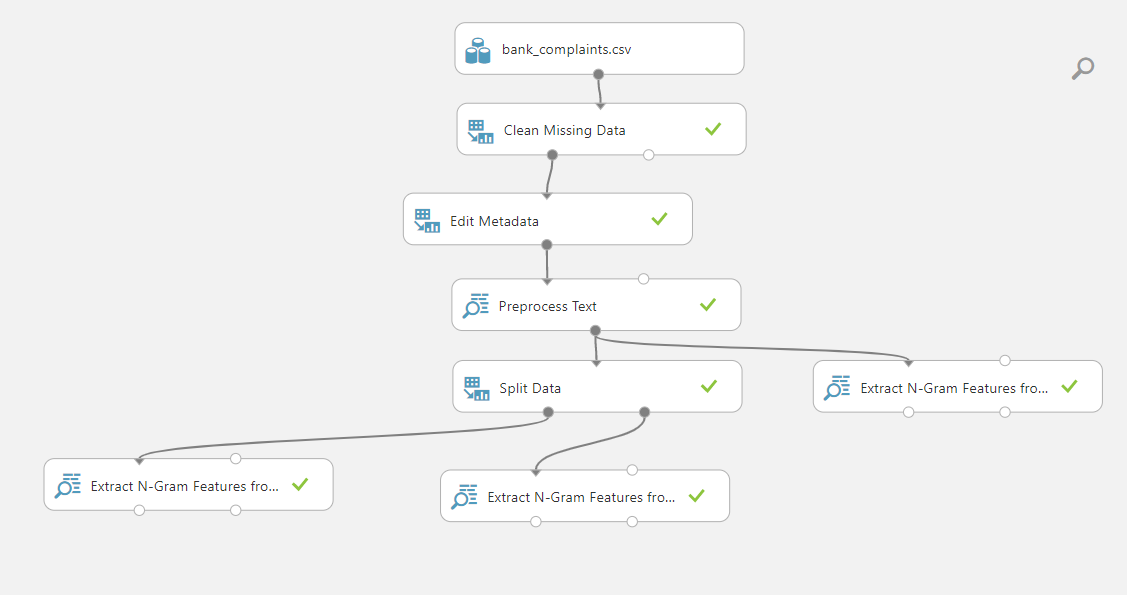 bank_complaints.csv
Clean Missing Data
Edit Metadata
Preprocess Text
Split Data
Extract N-Gram Features fro...
Extract N-Gram Features fro...
Extract N-Gram Features fro...